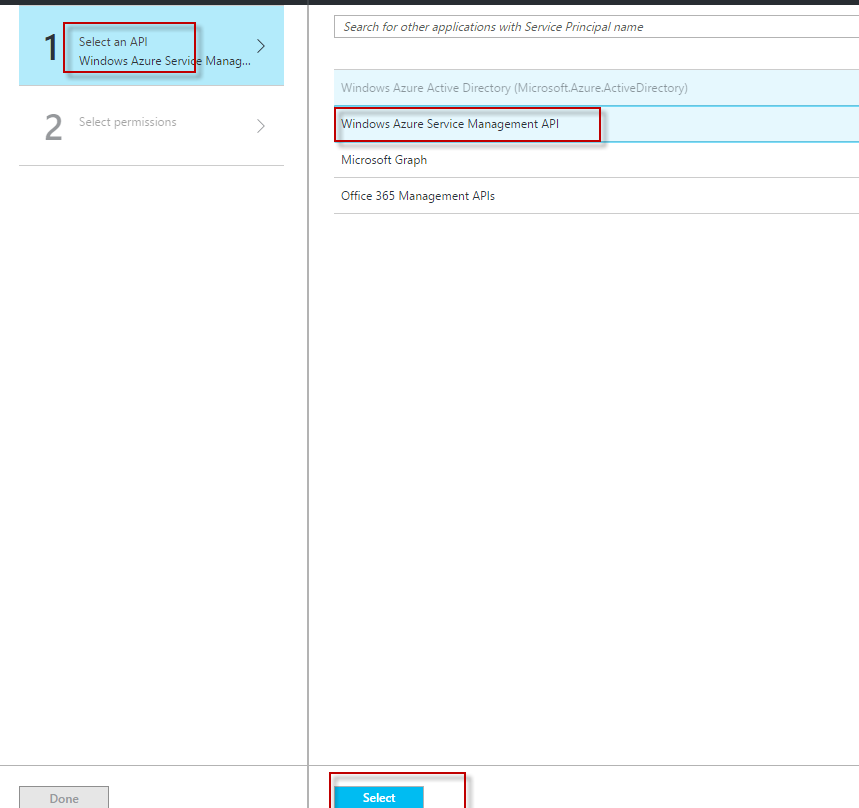 1
Select an API
Windows Azure Service Manag...
2
Select permissions
Done
Search for other applications with Service Principal name
Windows Azure Active Directory (Microsoft.Azure.ActiveDirectory)
Windows Azure Service Management API
Microsoft Graph
Office 365 Management APIs
Select